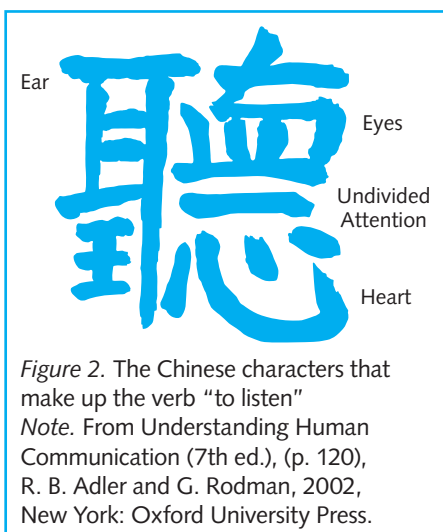 聽
Ear
Eyes
Undivided
Attention
Heart
Figure 2. The Chinese characters that
make up the verb “to listen”
Note. From Understanding Human
Communication (7th ed.), (p. 120),
R. B. Adler and G. Rodman, 2002,
New York: Oxford University Press.